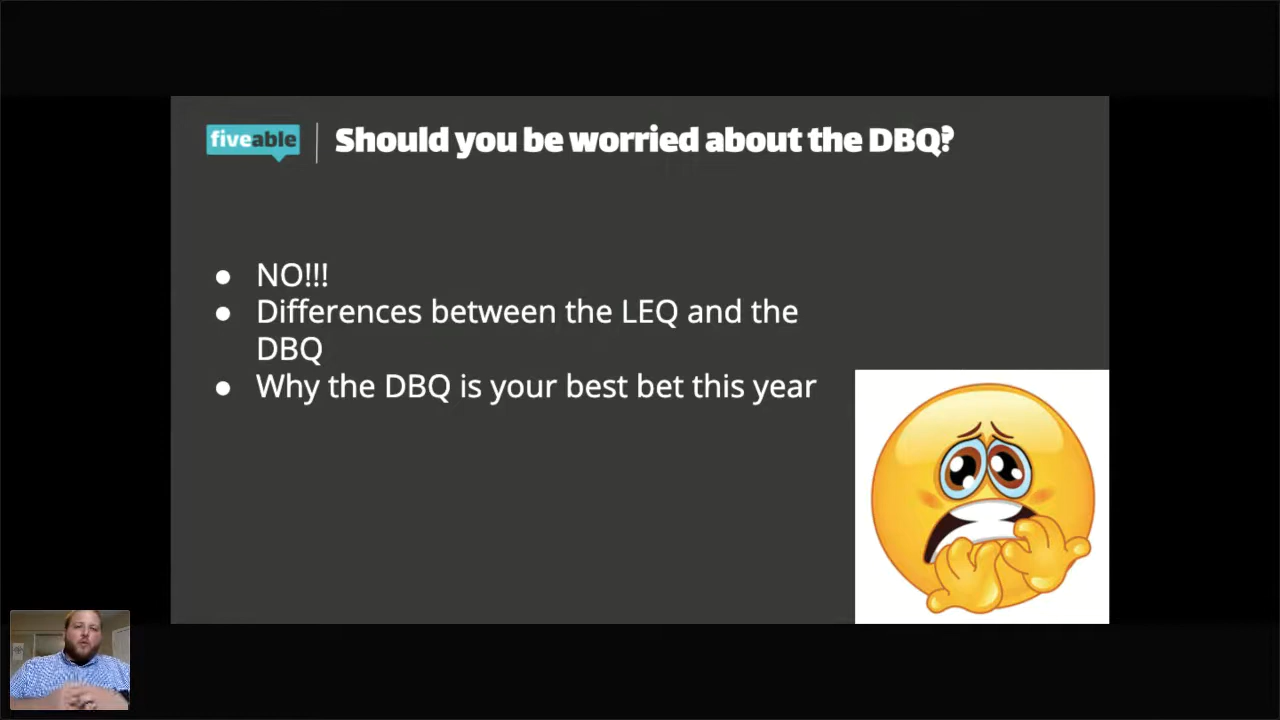 fiveable
Should you be worried about the DBQ?
● NO!!!
● Differences between the LEQ and the
DBQ
● Why the DBQ is your best bet this year